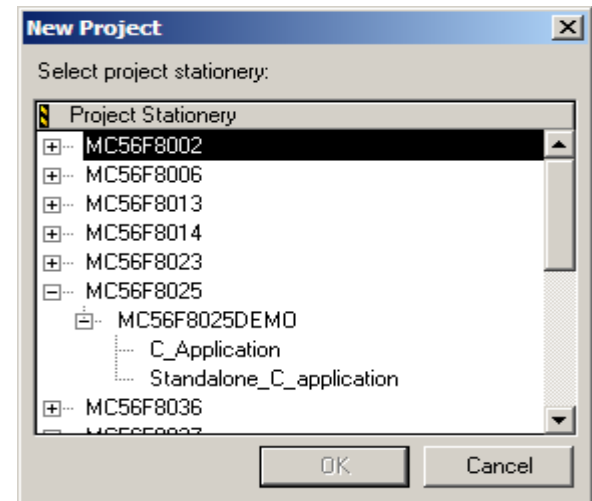 New Project
Select project stationery:
Project Stationery
MC56F8002
MC56F8006
MC56F8013
MC56F8014
MC56F8023
MC56F8025
MC56F8025DEMO
C_Application
Standalone_C_application
MC56F8036
OK
Cancel